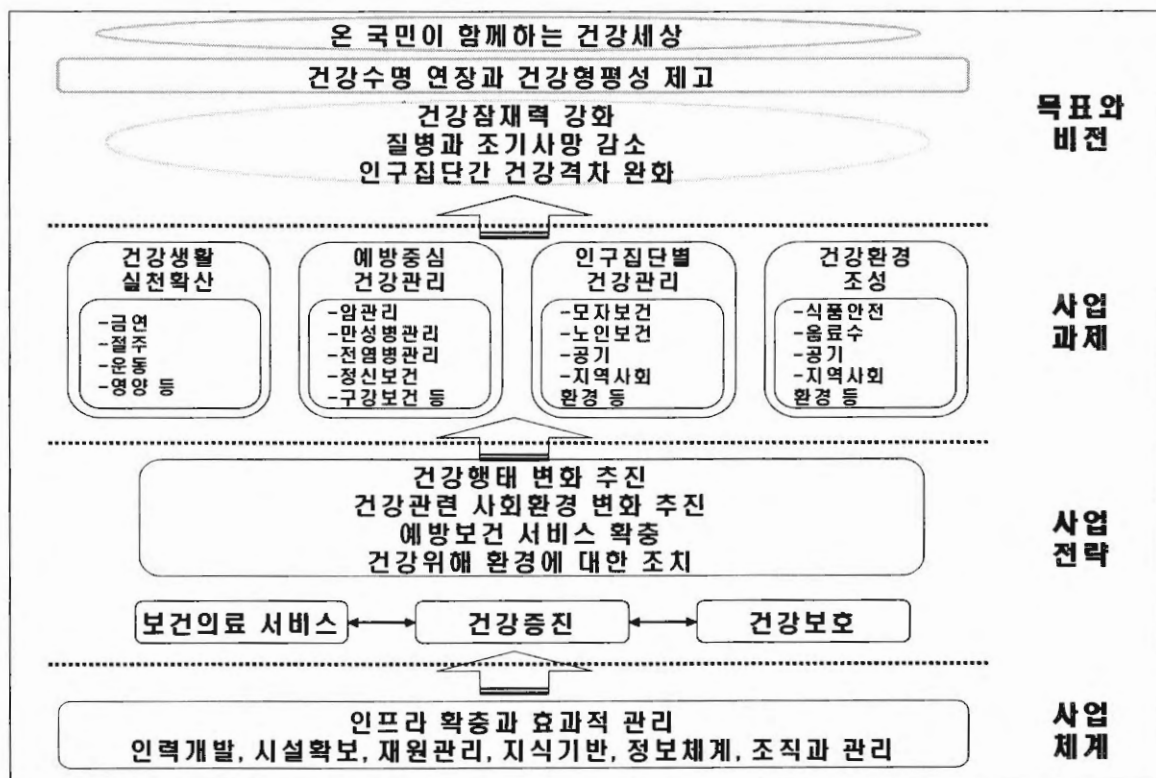 온 국민이 함께하는 건강세상
건강수명 연장과 건강형평성 제고
건강잠재력 강화
질병과 조기사망 감소
인구집단간 건강격차 완화
목표와
비전
건강생활
실천확산
-금연
-절주
-운동
-영양 등
예방중심
건강관리
-암관리
-만성병관리
-전염병관리
-정신보건
-구강보건 등
인구집단별
건강관리
-모자보건
-노인보건
-공기
-지역사회
환경 등
건강환경
조성
-식품안전
-음료수
-공기
-지역사회
환경 등
사업
과제
건강행태 변화 추진
건강관련 사회환경 변화 추진
예방보건 서비스 확충
건강위해 환경에 대한 조치
보건의료 서비스
건강증진
건강보호
사업
전략
인프라 확충과 효과적 관리
인력개발, 시설확보, 재원관리, 지식기반, 정보체계, 조직과 관리
사업
체계